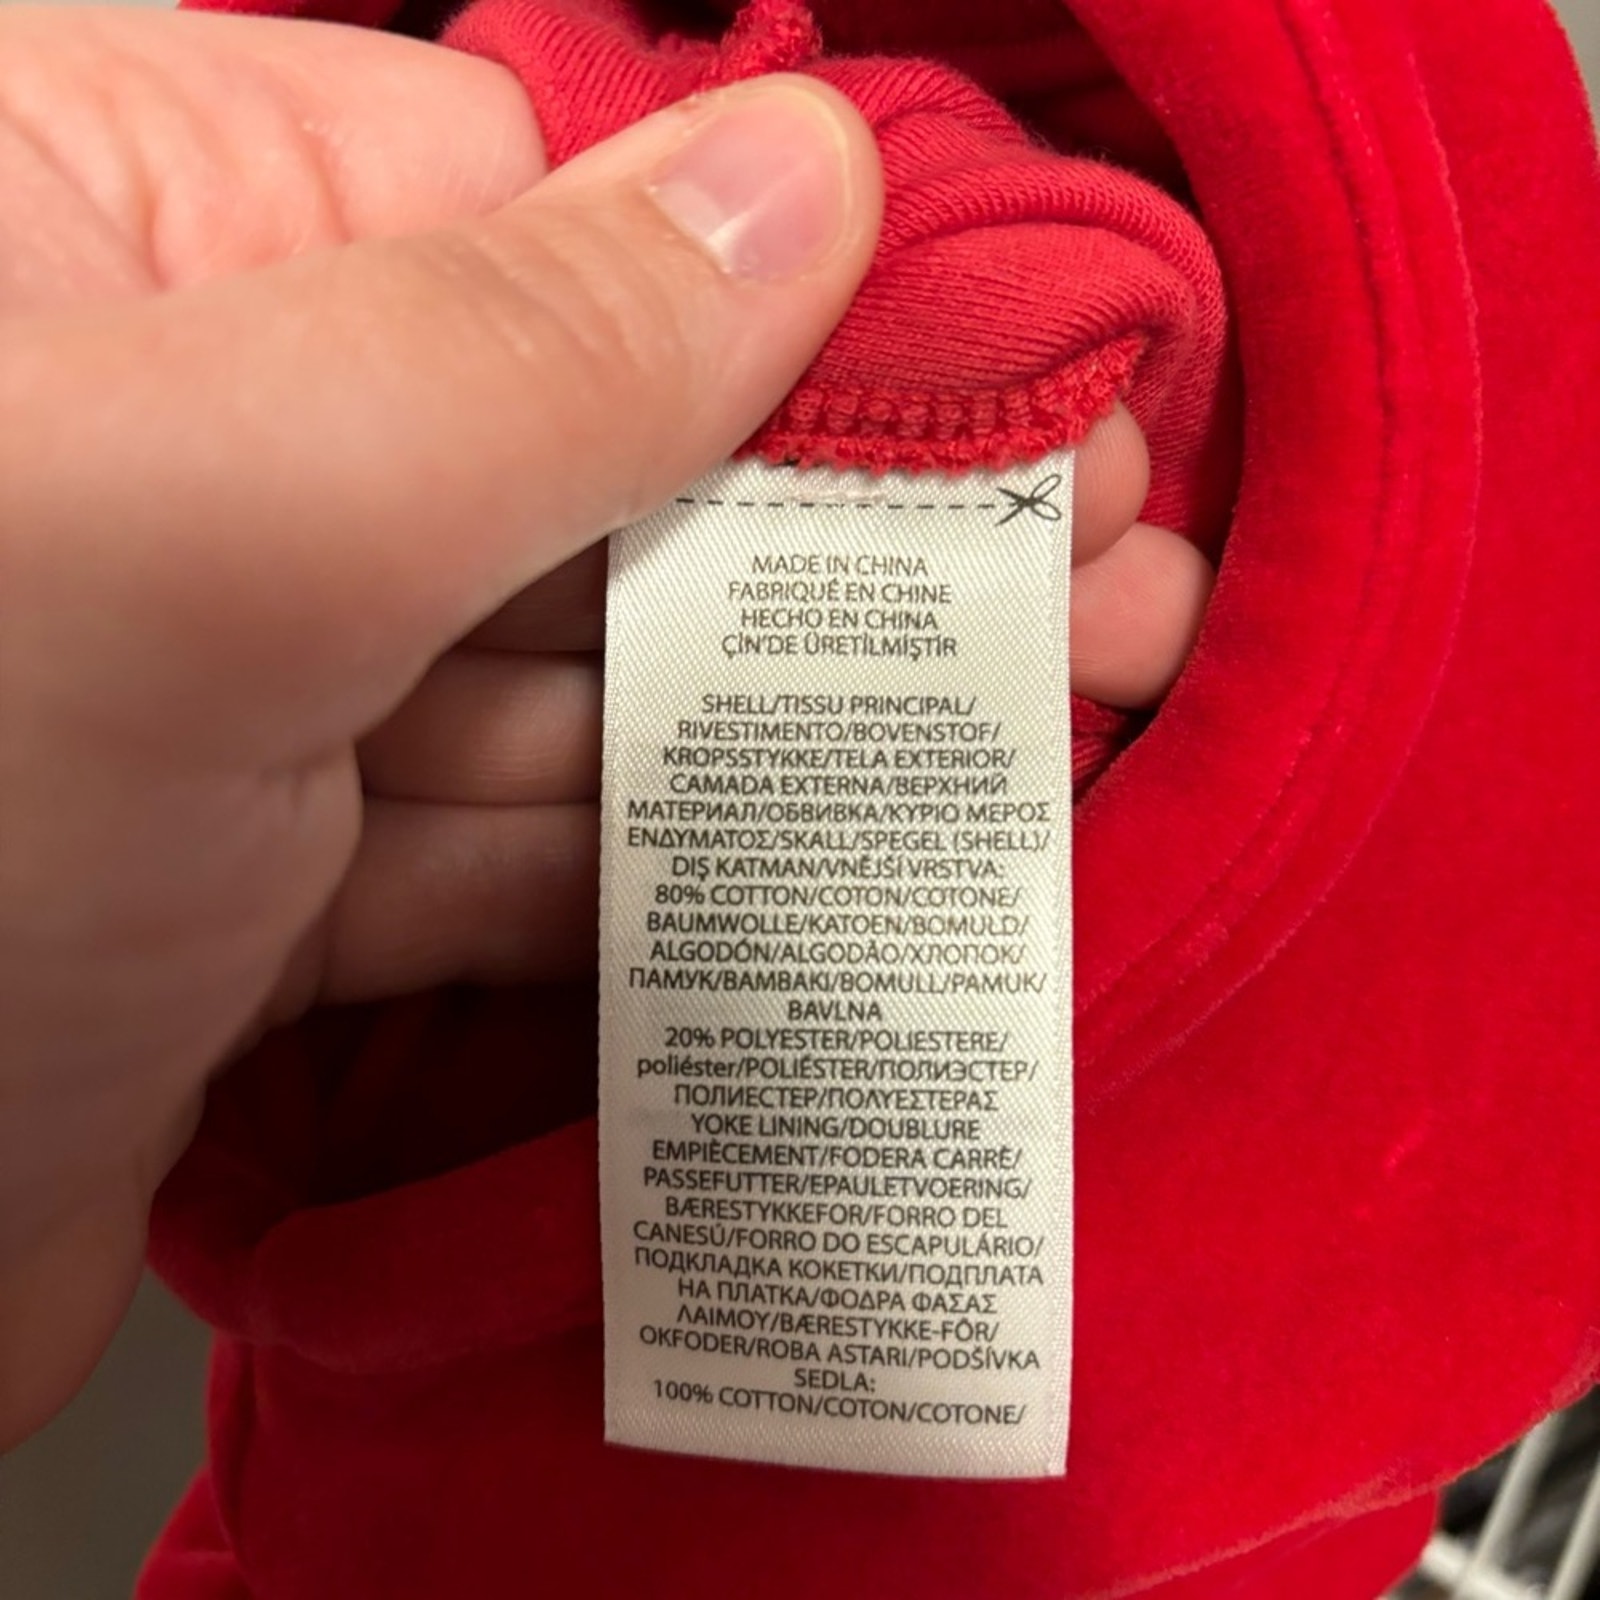 MADE IN CHINA
FABRIQUÉ EN CHINE
HECHO EN CHINA
ÇİN'DE ÜRETİLMİŞTİR
SHELL/TISSU PRINCIPAL/
RIVESTIMENTO/BOVENSTOF/
KROPSSTYKKE/TELA EXTERIOR/
CAMADA EXTERNA/ВЕРХНИЙ
МАТЕРИАЛ/ОБВИВКА/ΚΥΡΙΟ ΜΕΡΟΣ
ΕΝΔΥΜΑΤΟΣ/SKALL/SPEGEL (SHELL)/
DIŞ KATMAN/VNĚJŠÍ VRSTVA:
80% COTTON/COTON/COTONE/
BAUMWOLLE/KATOEN/BOMULD/
ALGODÓN/ALGODÃO/ХЛОПОК/
ПАМУК/ΒΑΜΒΑΚΙ/BOMULL/PAMUK/
BAVLNA
20% POLYESTER/POLIESTERE/
poliéster/POLIÉSTER/ПОЛИЭСТЕР/
ПОЛИЕСТЕР/ΠΟΛΥΕΣΤΕΡΑΣ
YOKE LINING/DOUBLURE
EMPIÈCEMENT/FODERA CARRÈ/
PASSEFUTTER/EPAULETVOERING/
BÆRESTYKKEFOR/FORRO DEL
CANESÚ/FORRO DO ESCAPULÁRIO/
ПОДКЛАДКА КОКЕТКИ/ПОДПЛАТА
НА ПЛАТКА/ΦΟΔΡΑ ΦΑΣΑΣ
ΛΑΙΜΟΥ/BÆRESTYKKE-FÔR/
OKFODER/ROBA ASTARI/PODŠÍVKA
SEDLA:
100% COTTON/COTON/COTONE/